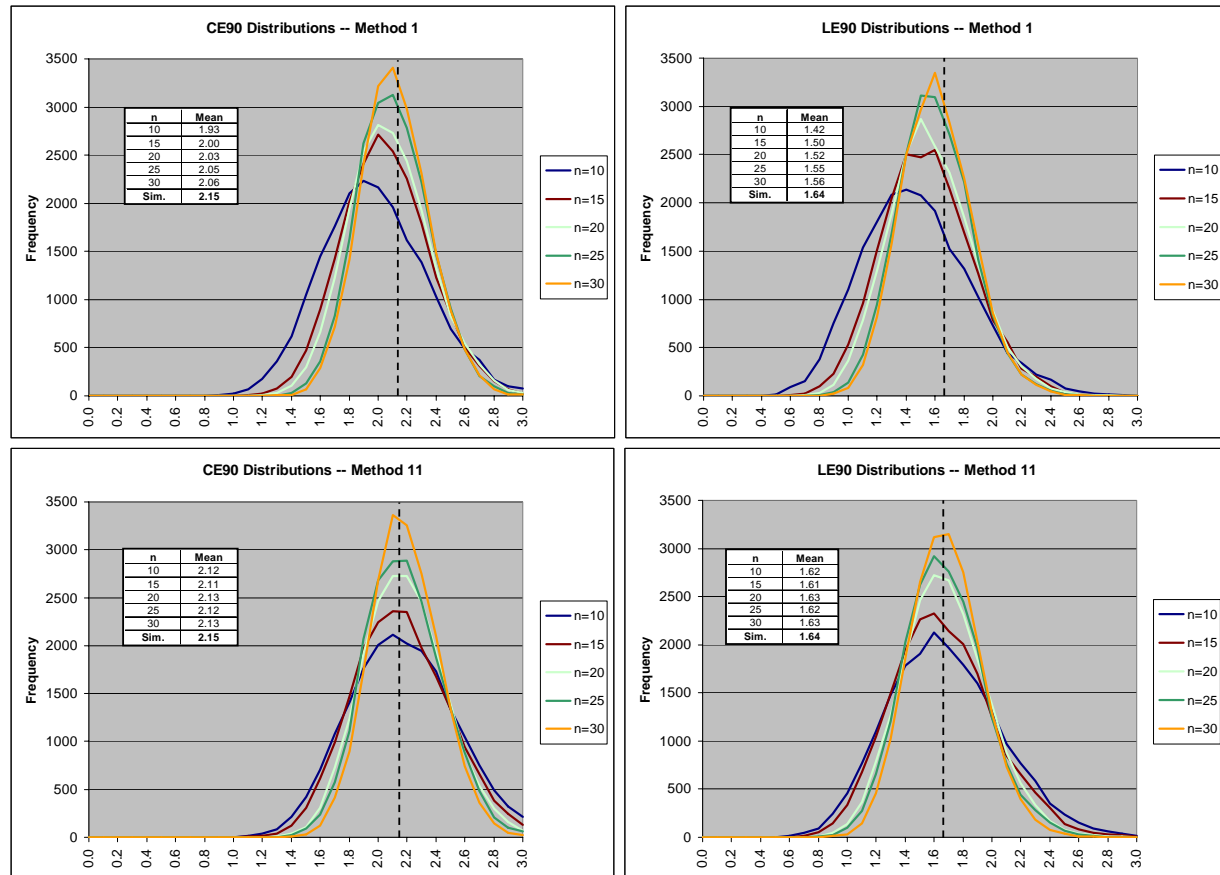 CE90 Distributions -- Method 1
Frequency
3500
3000
2500
2000
1500
1000
500
0
n Mean
10 1.93
15 2.00
20 2.03
25 2.05
30 2.06
Sim. 2.15
n=10
n=15
n=20
n=25
n=30
0.0 0.2 0.4 0.6 0.8 1.0 1.2 1.4 1.6 1.8 2.0 2.2 2.4 2.6 2.8 3.0
LE90 Distributions -- Method 1
Frequency
3500
3000
2500
2000
1500
1000
500
0
n Mean
10 1.42
15 1.50
20 1.52
25 1.55
30 1.56
Sim. 1.64
n=10
n=15
n=20
n=25
n=30
0.0 0.2 0.4 0.6 0.8 1.0 1.2 1.4 1.6 1.8 2.0 2.2 2.4 2.6 2.8 3.0
CE90 Distributions -- Method 11
Frequency
3500
3000
2500
2000
1500
1000
500
0
n Mean
10 2.12
15 2.11
20 2.13
25 2.12
30 2.13
Sim. 2.15
n=10
n=15
n=20
n=25
n=30
0.0 0.2 0.4 0.6 0.8 1.0 1.2 1.4 1.6 1.8 2.0 2.2 2.4 2.6 2.8 3.0
LE90 Distributions -- Method 11
Frequency
3500
3000
2500
2000
1500
1000
500
0
n Mean
10 1.62
15 1.61
20 1.63
25 1.62
30 1.63
Sim. 1.64
n=10
n=15
n=20
n=25
n=30
0.0 0.2 0.4 0.6 0.8 1.0 1.2 1.4 1.6 1.8 2.0 2.2 2.4 2.6 2.8 3.0